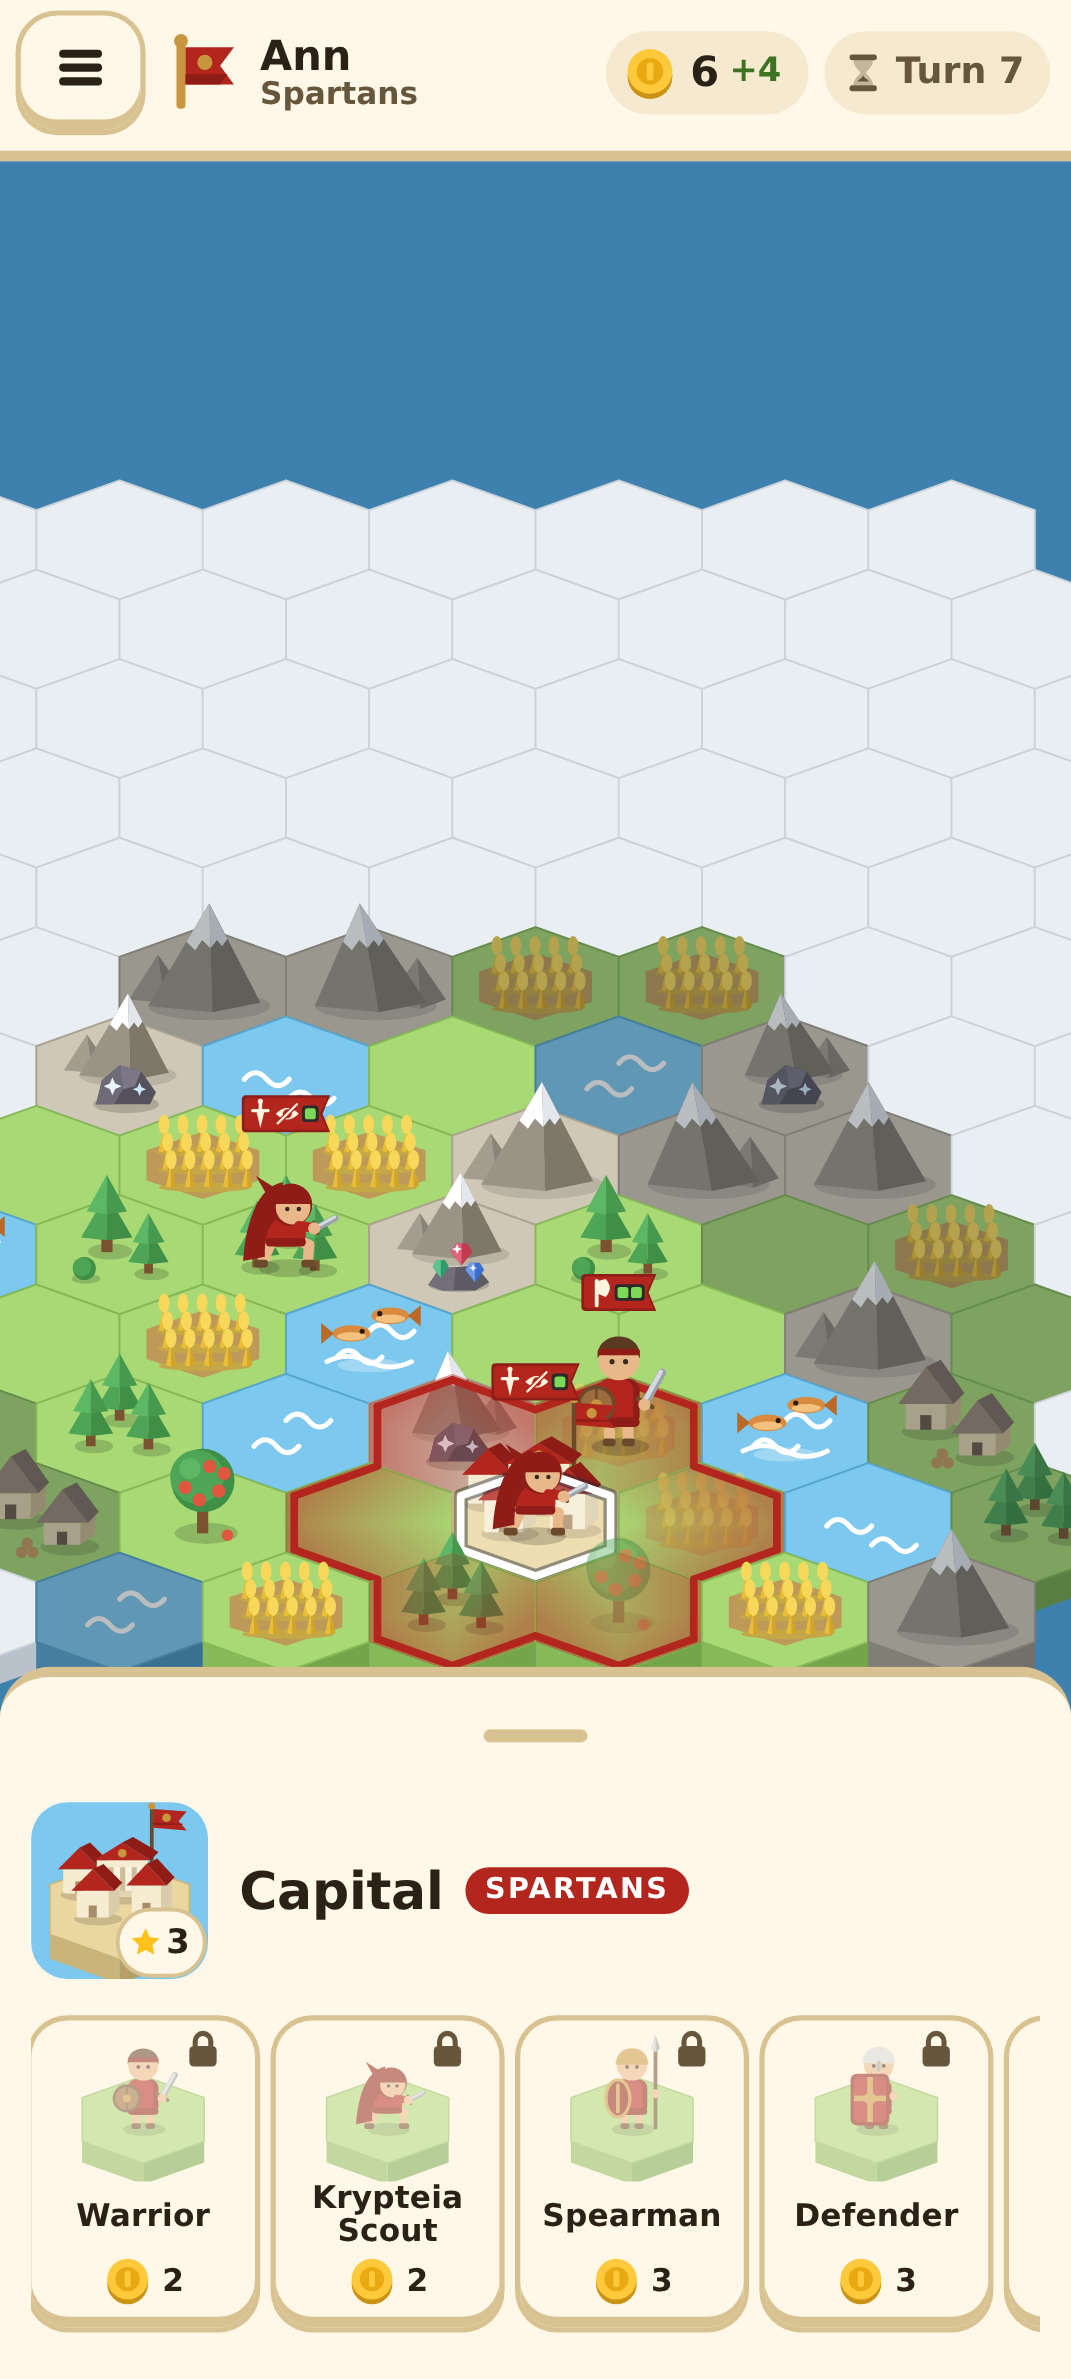 Ann
Spartans
6 +4
Turn 7
Capital
SPARTANS
3
Warrior
2
Krypteia
Scout
2
Spearman
3
Defender
3